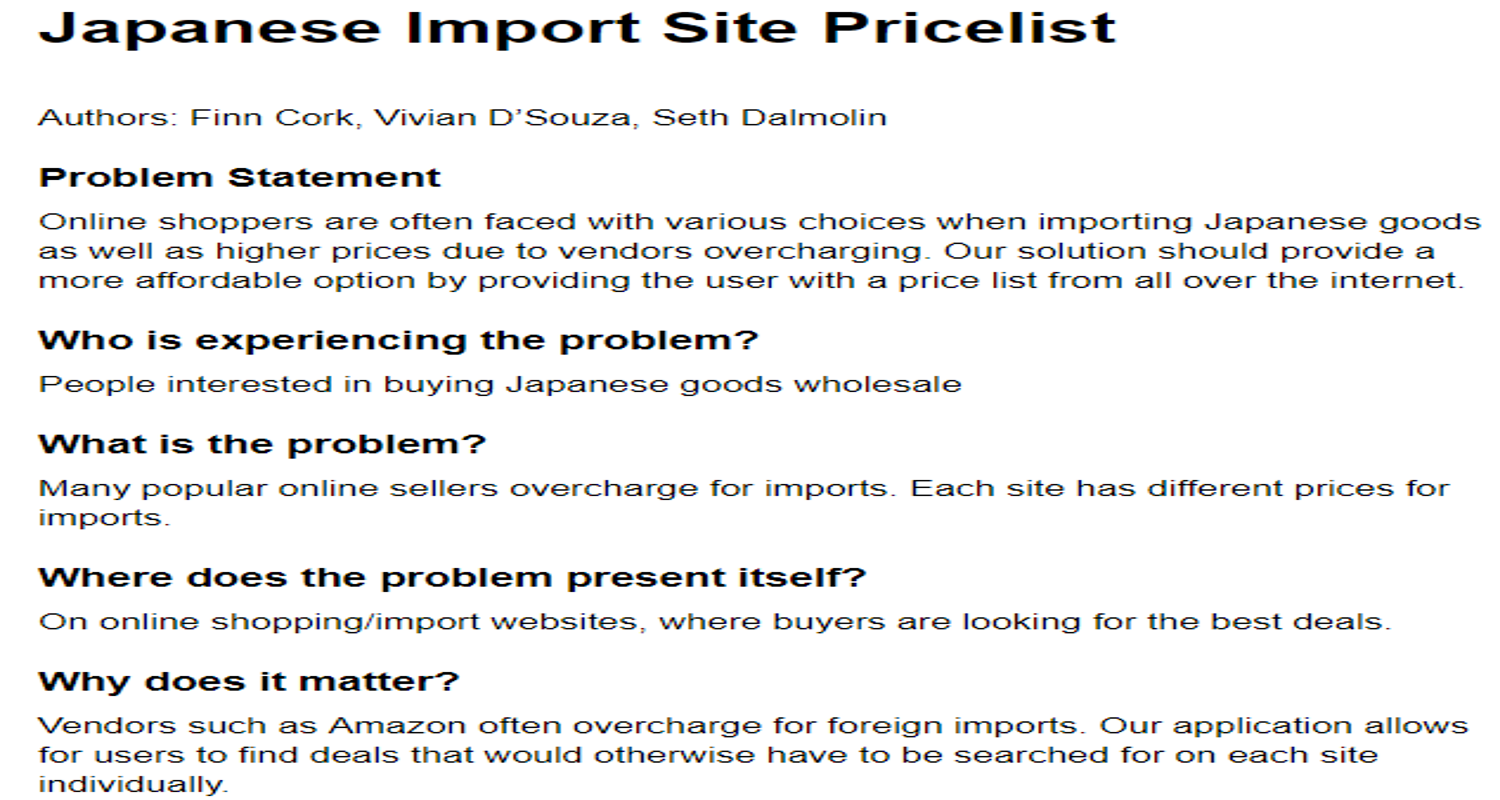 Japanese Import Site Pricelist
Authors: Finn Cork, Vivian D’Souza, Seth Dalmolin
Problem Statement
Online shoppers are often faced with various choices when importing Japanese goods
as well as higher prices due to vendors overcharging. Our solution should provide a
more affordable option by providing the user with a price list from all over the internet.
Who is experiencing the problem?
People interested in buying Japanese goods wholesale
What is the problem?
Many popular online sellers overcharge for imports. Each site has different prices for
imports.
Where does the problem present itself?
On online shopping/import websites, where buyers are looking for the best deals.
Why does it matter?
Vendors such as Amazon often overcharge for foreign imports. Our application allows
for users to find deals that would otherwise have to be searched for on each site
individually.